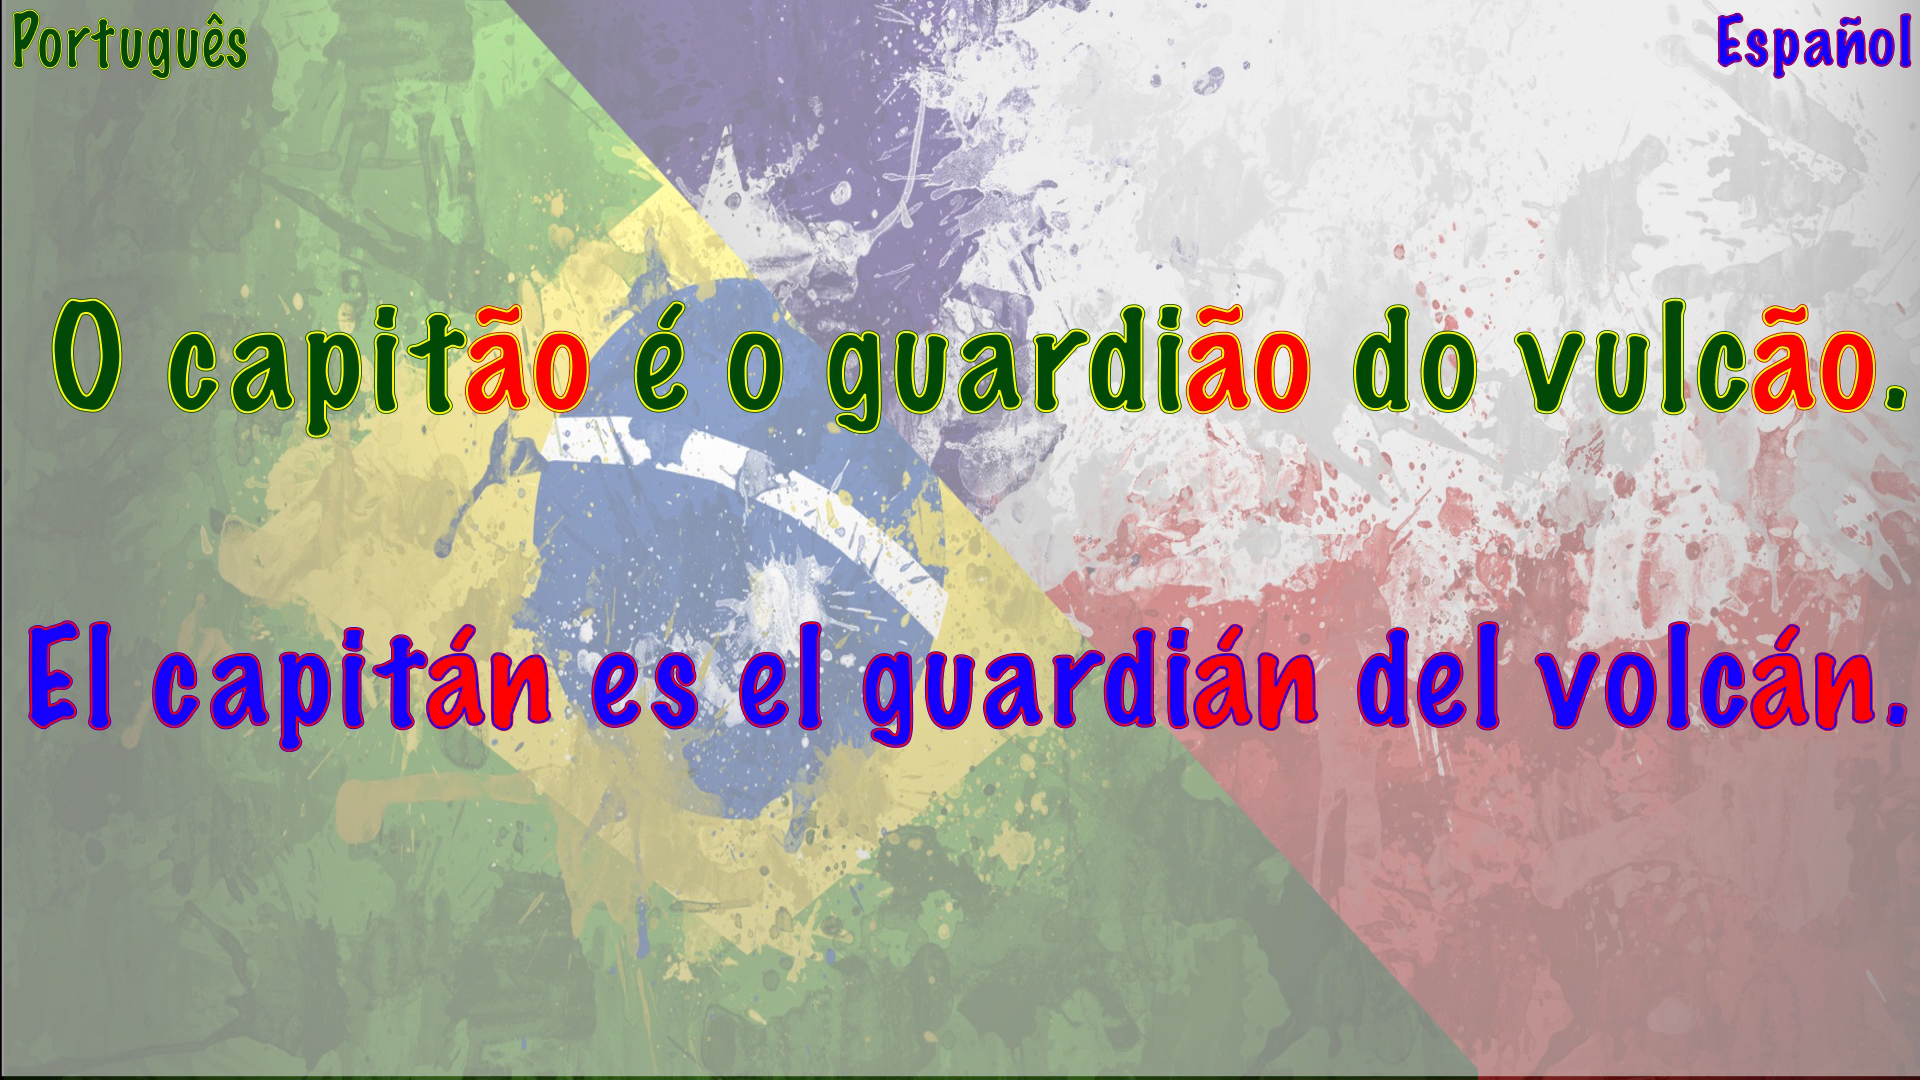 Português
Español
O capitão é o guardião do vulcão.
El capitán es el guardián del volcán.